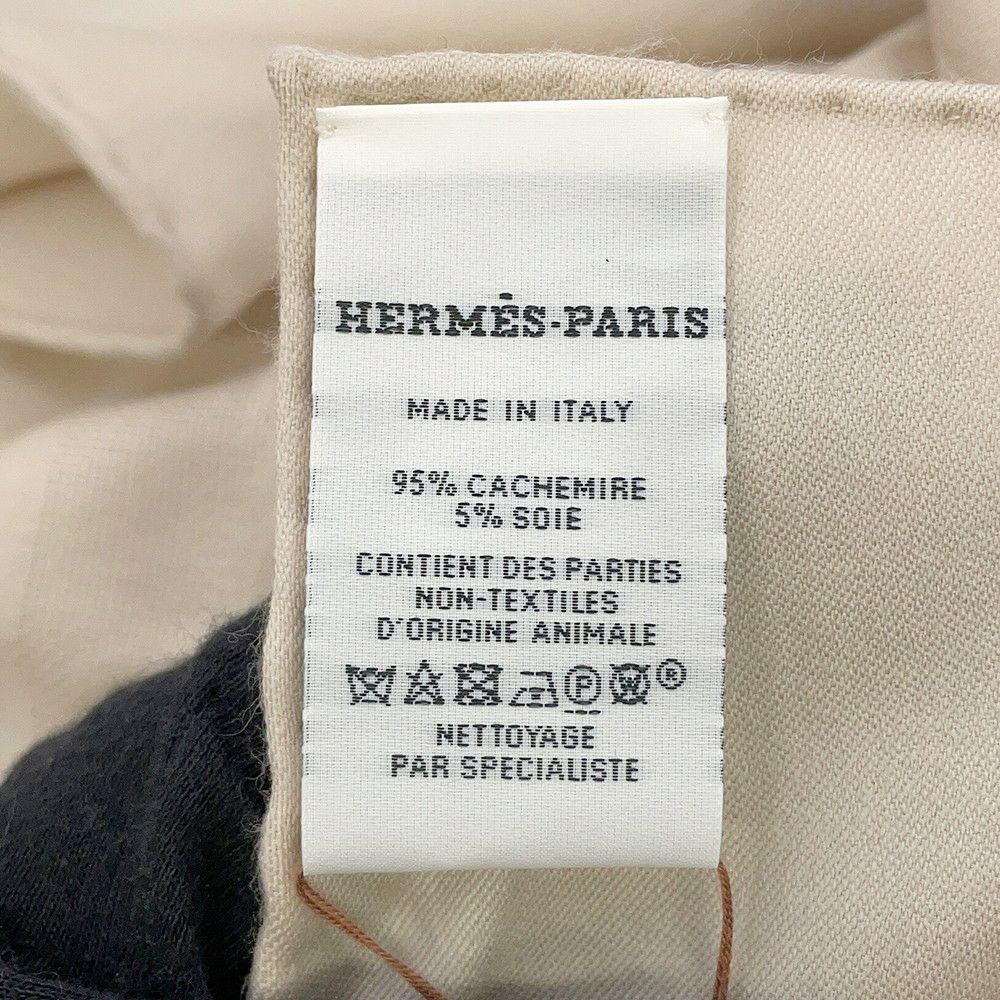 HERMÈS-PARIS
MADE IN ITALY
95% CACHEMIRE
5% SOIE
CONTIENT DES PARTIES
NON-TEXTILES
D'ORIGINE ANIMALE
P W ®
NETTOYAGE
PAR SPECIALISTE